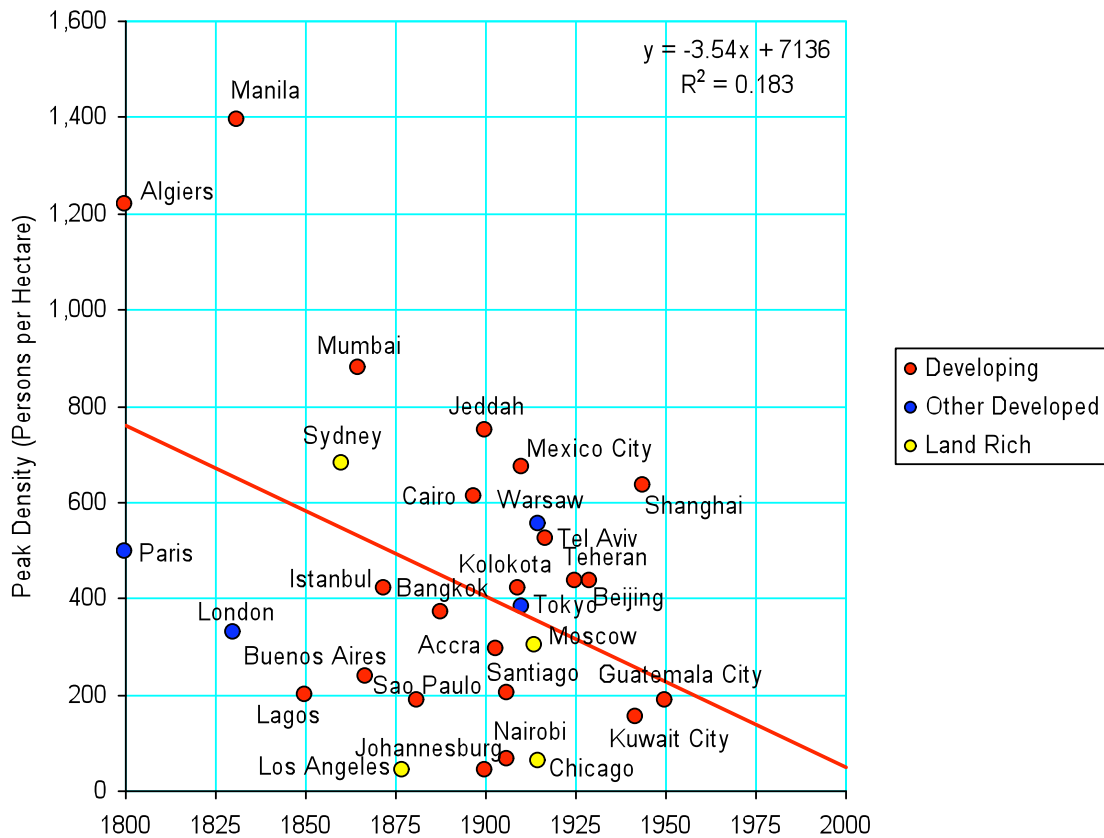 1,600
y = -3.54x + 7136
R² = 0.183
Manila
1,400
Algiers
1,200
1,000
Mumbai
800
Jeddah
Sydney
Mexico City
Cairo
Warsaw
Shanghai
600
Tel Aviv
Paris
Kolokota
Teheran
Istanbul
Bangkok
Beijing
Tokyo
400
London
Moscow
Accra
Buenos Aires
Santiago
Guatemala City
Sao Paulo
200
Lagos
Nairobi
Kuwait City
Johannesburg
Los Angeles
Chicago
0
1800 1825 1850 1875 1900 1925 1950 1975 2000
Peak Density (Persons per Hectare)
Developing
Other Developed
Land Rich